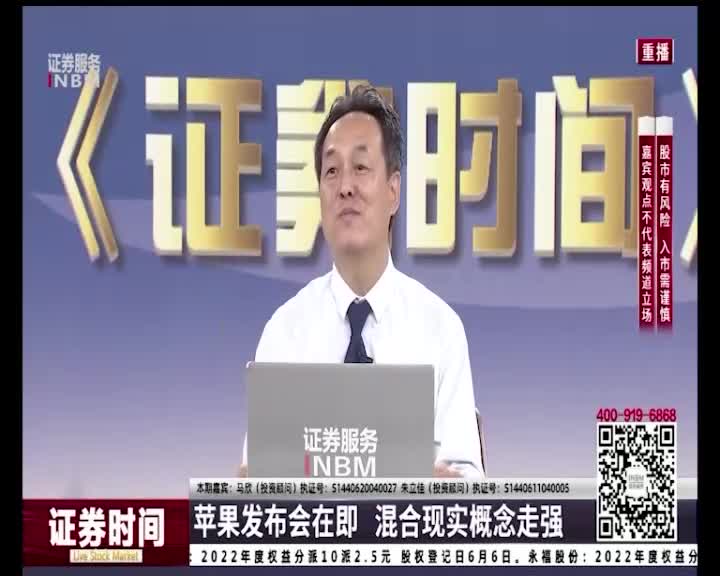 证券服务
NBM
重播
《证券时间》
股市有风险 入市需谨慎
嘉宾观点不代表频道立场
证券服务
NBM
400-919-6868
本期嘉宾：马欣（投资顾问）执证号：S1440620040027 朱立佳（投资顾问）执证号：S1440611040005
证券时间
Live Stock Market
苹果发布会在即 混合现实概念走强
：2022年度权益分派10派2.5元 股权登记日6月6日。永福股份：2022年度权益分